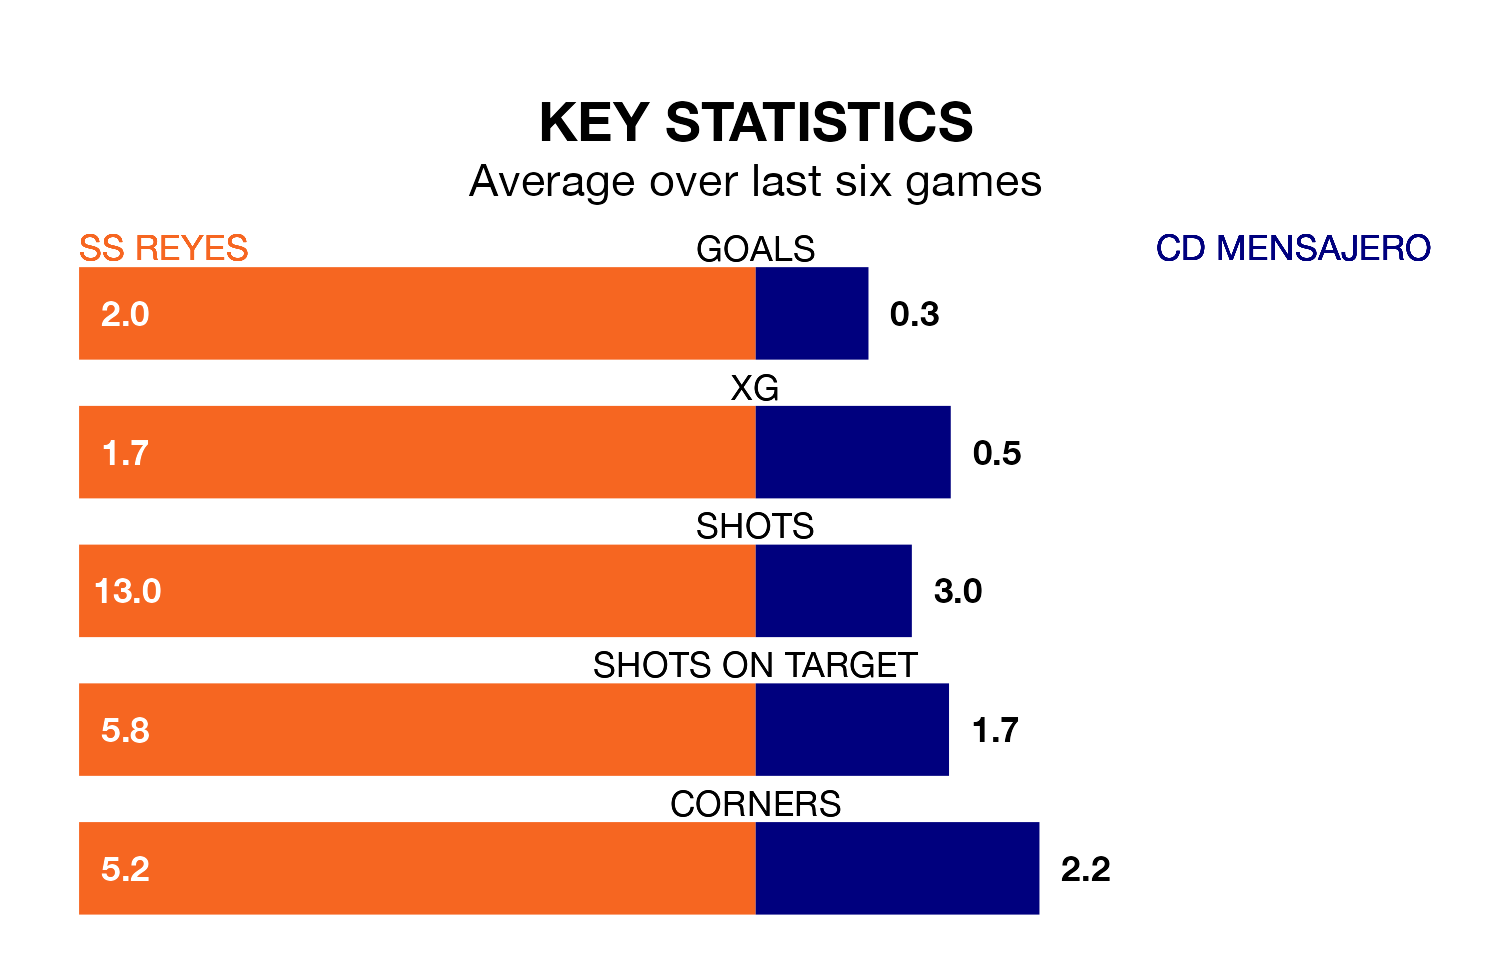 KEY STATISTICS
Average over last six games
SS REYES GOALS CD MENSAJERO
2.0 0.3
XG
1.7 0.5
SHOTS
13.0 3.0
SHOTS ON TARGET
5.8 1.7
CORNERS
5.2 2.2